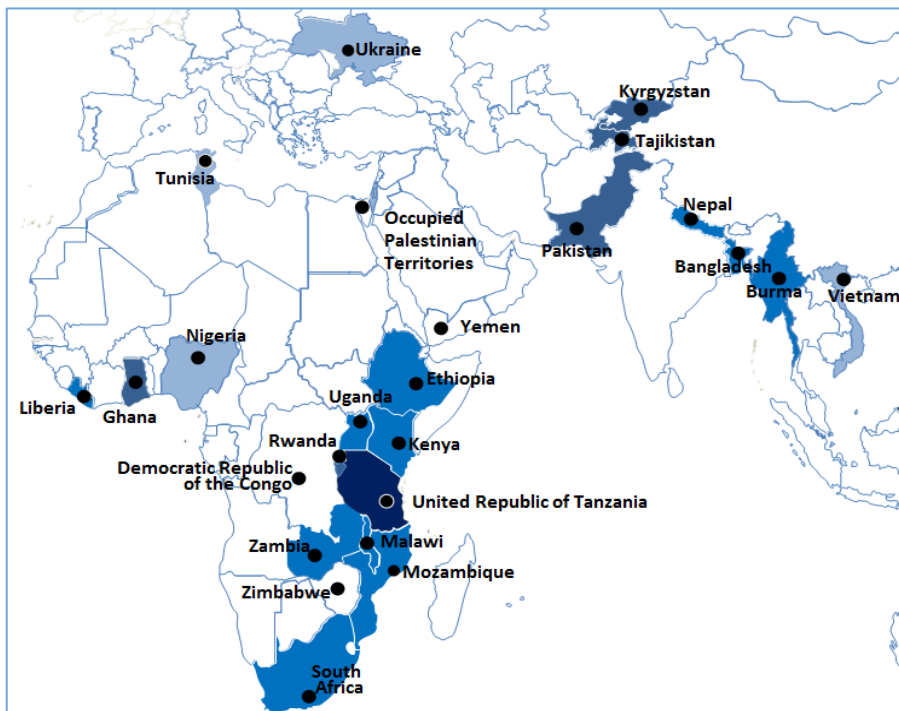 Ukraine
Kyrgyzstan
Tajikistan
Tunisia
Nepal
Occupied
Palestinian
Territories
Pakistan
Bangladesh
Burma
Vietnam
Yemen
Nigeria
Ethiopia
Liberia
Ghana
Uganda
Rwanda
Kenya
Democratic Republic
of the Congo
United Republic of Tanzania
Zambia
Malawi
Mozambique
Zimbabwe
South
Africa